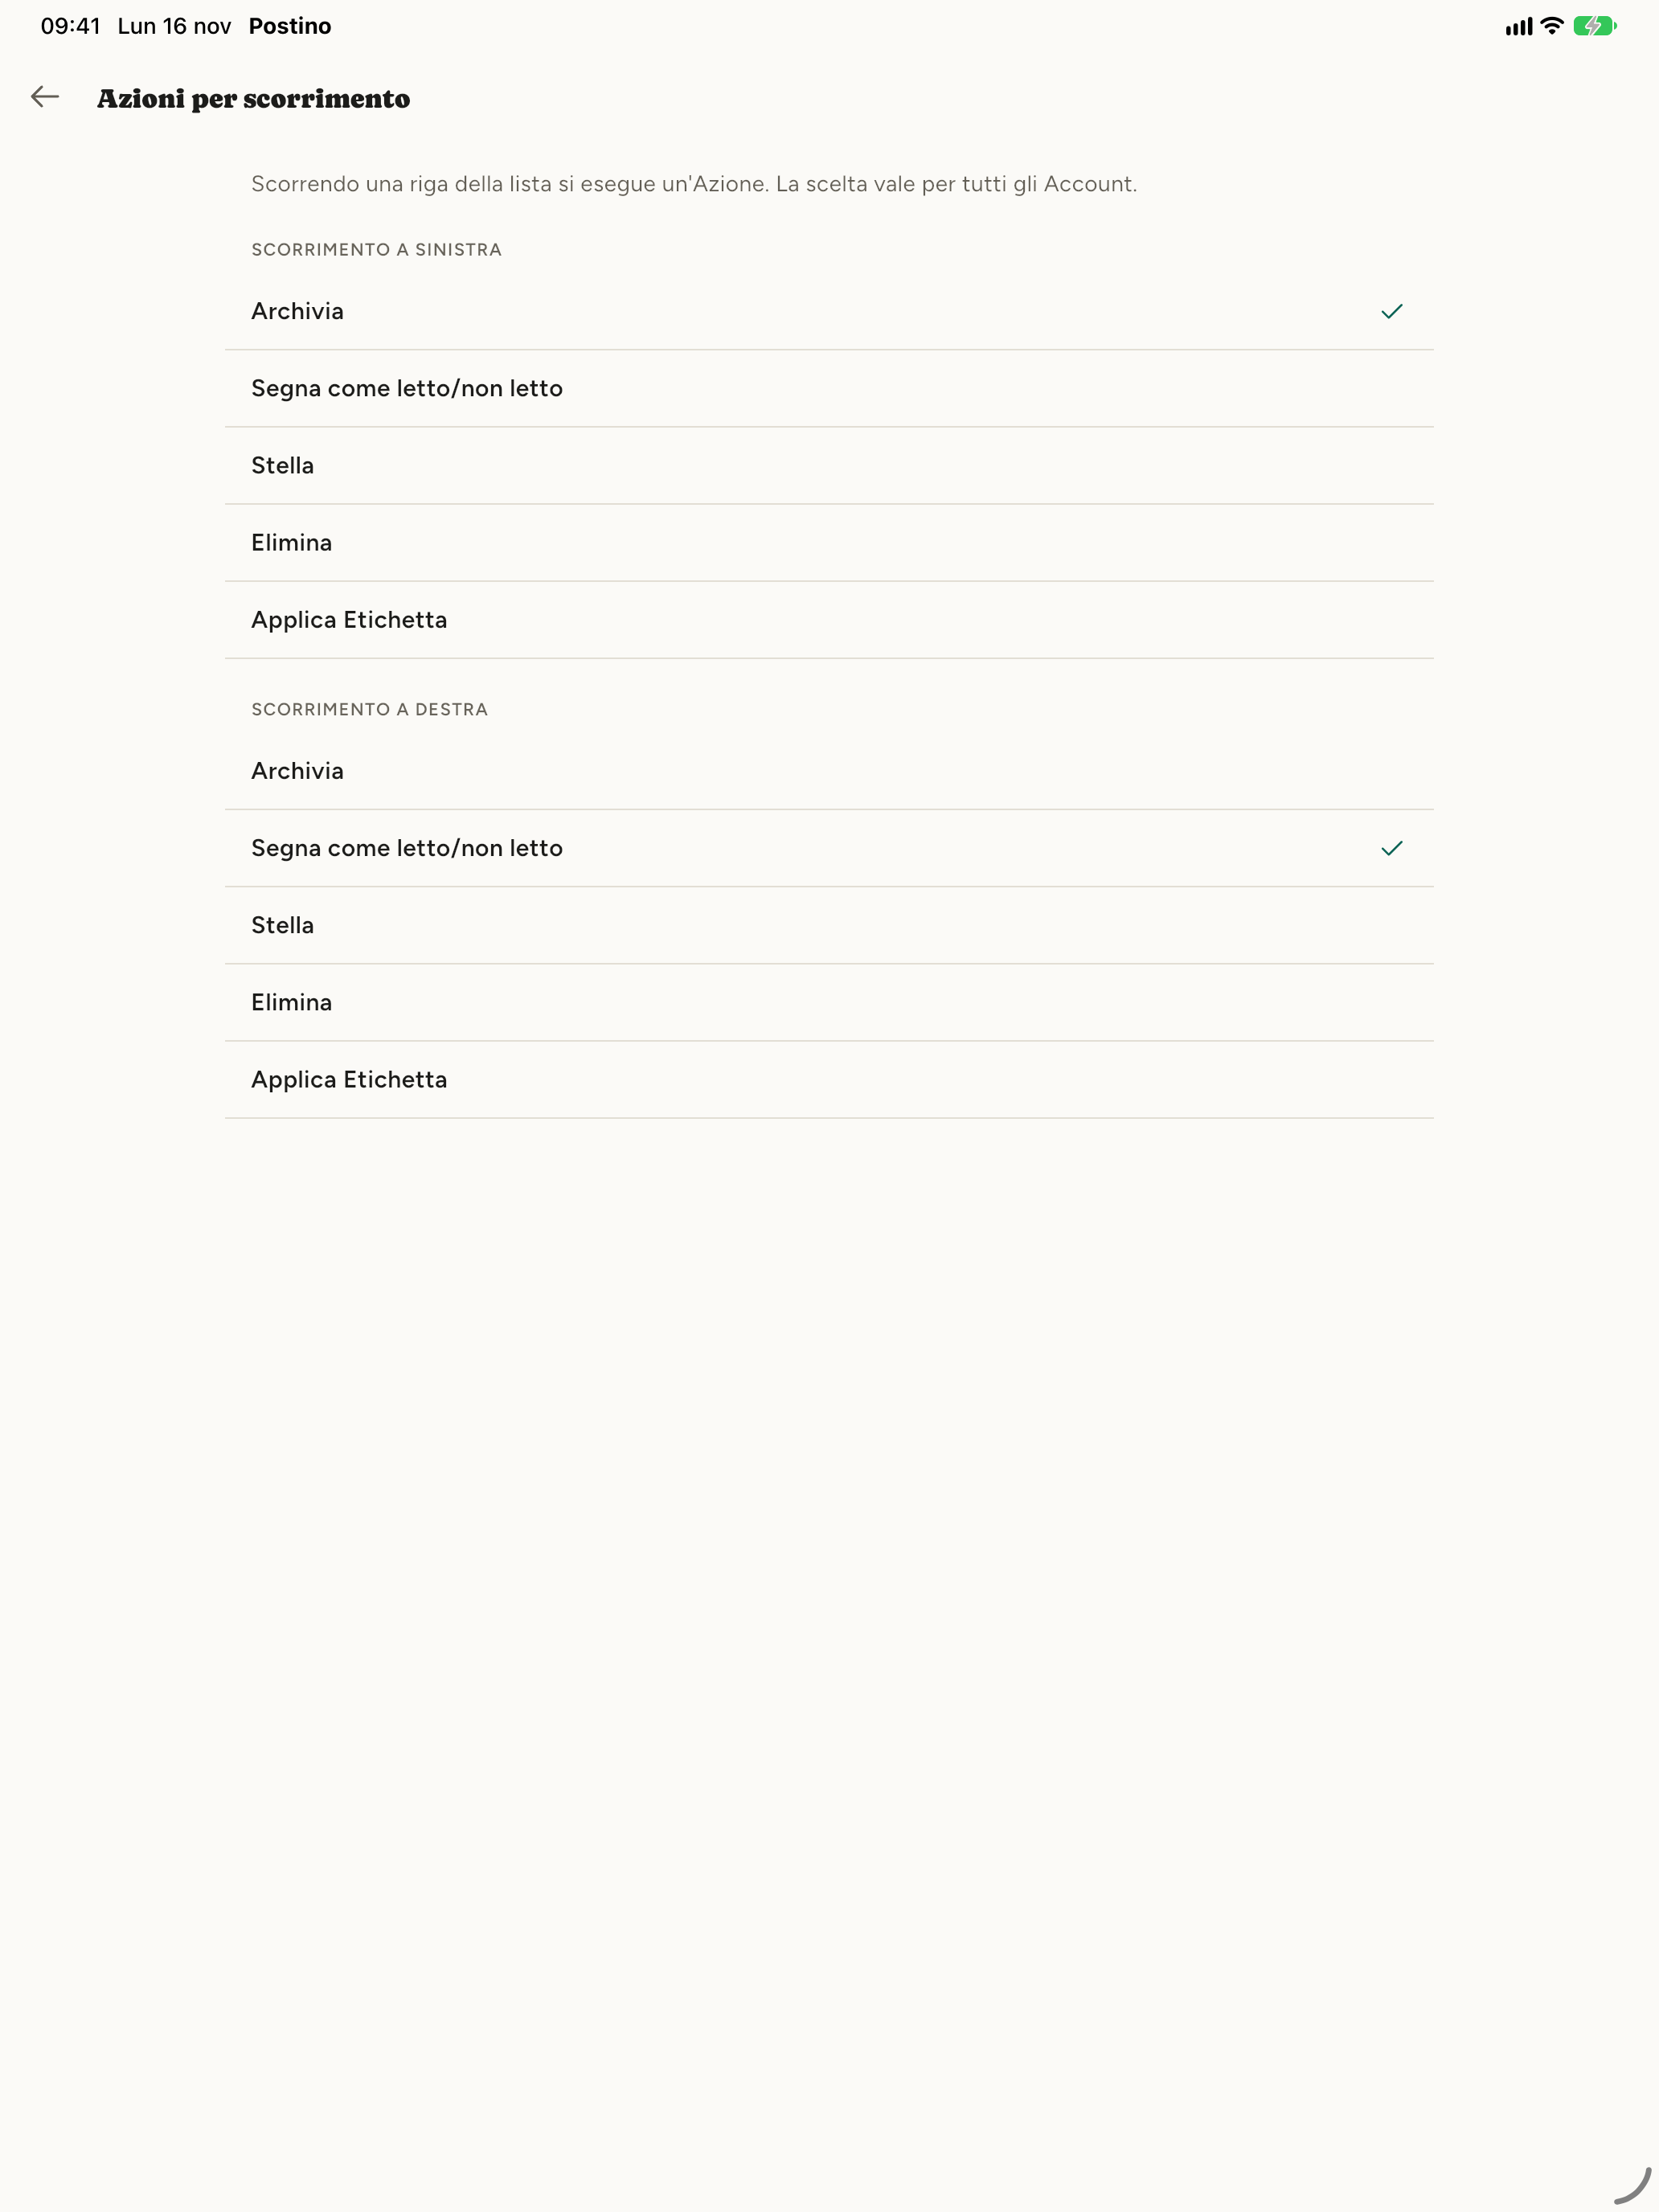 09:41 Lun 16 nov Postino
Azioni per scorrimento
Scorrendo una riga della lista si esegue un'Azione. La scelta vale per tutti gli Account.
SCORRIMENTO A SINISTRA
Archivia
Segna come letto/non letto
Stella
Elimina
Applica Etichetta
SCORRIMENTO A DESTRA
Archivia
Segna come letto/non letto
Stella
Elimina
Applica Etichetta